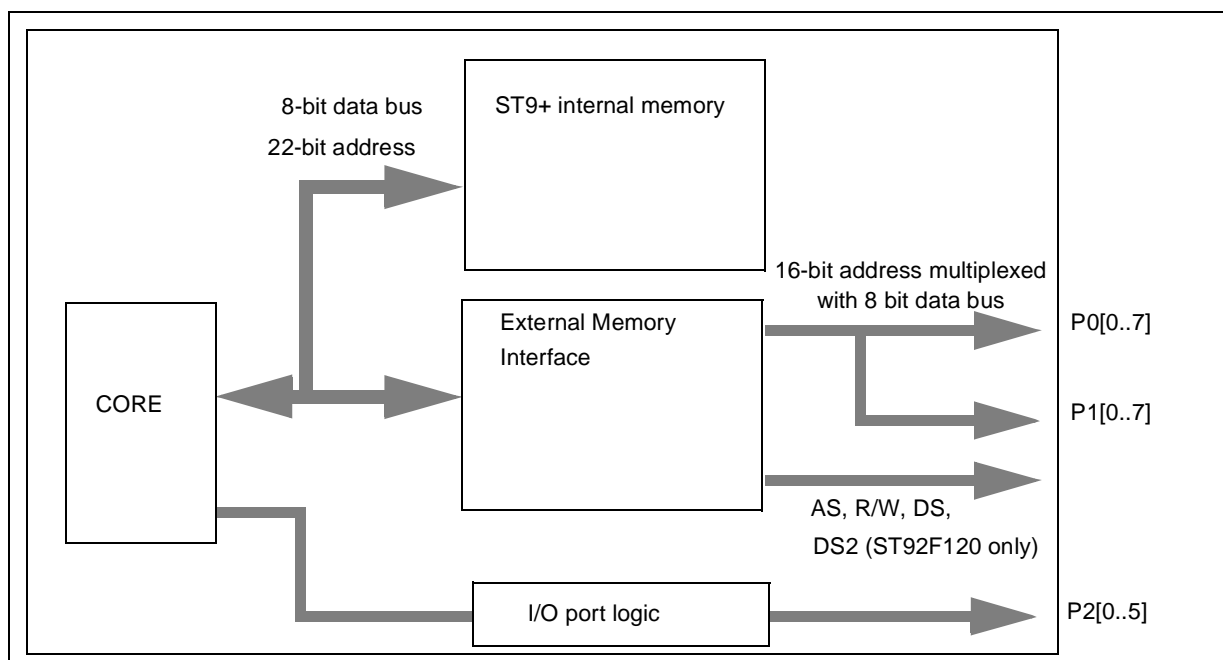 8-bit data bus
22-bit address
ST9+ internal memory
16-bit address multiplexed
with 8 bit data bus
External Memory
Interface
P0[0..7]
CORE
P1[0..7]
AS, R/W, DS,
DS2 (ST92F120 only)
I/O port logic
P2[0..5]